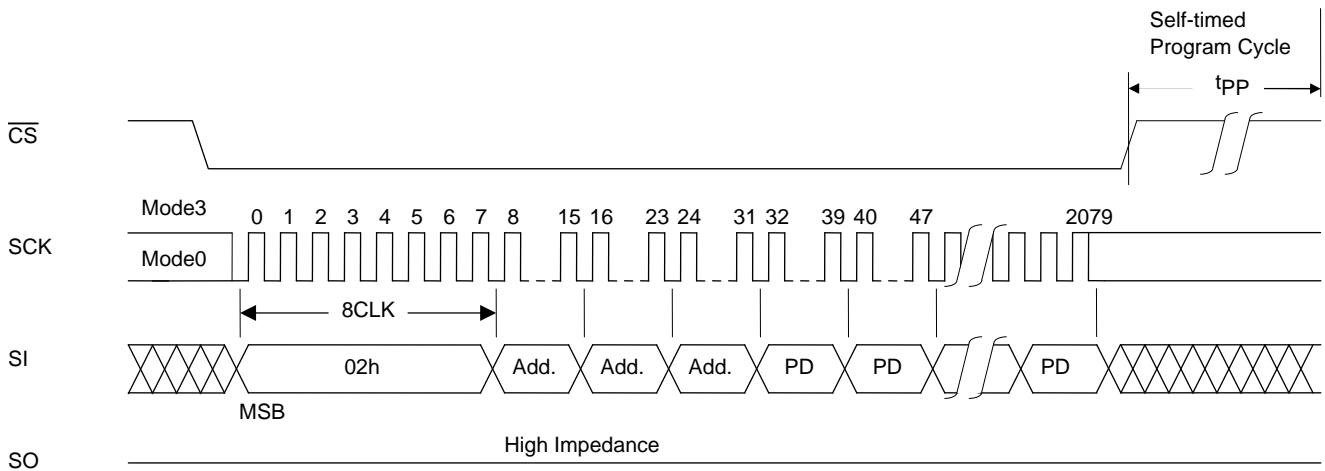 Self-timed
Program Cycle
tPP
CS
Mode3
0 1 2 3 4 5 6 7 8 15 16 23 24 31 32 39 40 47 2079
SCK
Mode0
8CLK
SI
02h Add. Add. Add. PD PD PD
MSB
High Impedance
SO